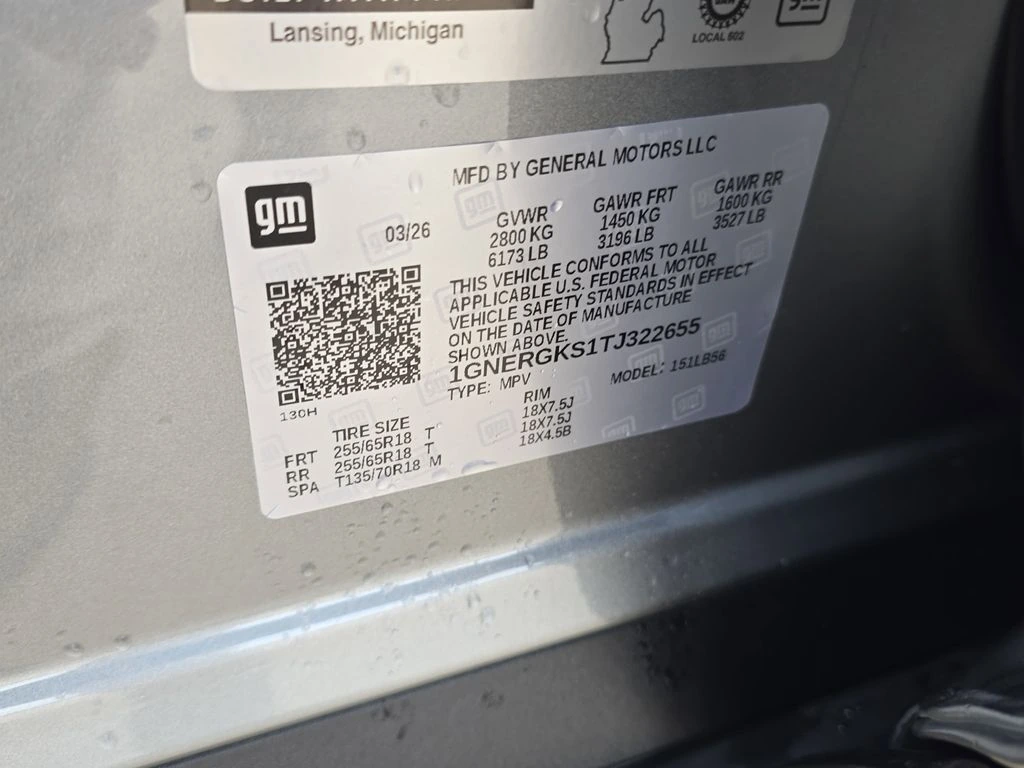 Lansing, Michigan
LOCAL 602
gm
MFD BY GENERAL MOTORS LLC
gm
03/26
GVWR
2800 KG
6173 LB
GAWR FRT
1450 KG
3196 LB
GAWR RR
1600 KG
3527 LB
THIS VEHICLE CONFORMS TO ALL
APPLICABLE U.S. FEDERAL MOTOR
VEHICLE SAFETY STANDARDS IN EFFECT
ON THE DATE OF MANUFACTURE
SHOWN ABOVE.
1GNERGKS1TJ322655
TYPE: MPV MODEL: 151LB56
130H
TIRE SIZE RIM
FRT 255/65R18 T 18X7.5J
RR 255/65R18 T 18X7.5J
SPA T135/70R18 M 18X4.5B